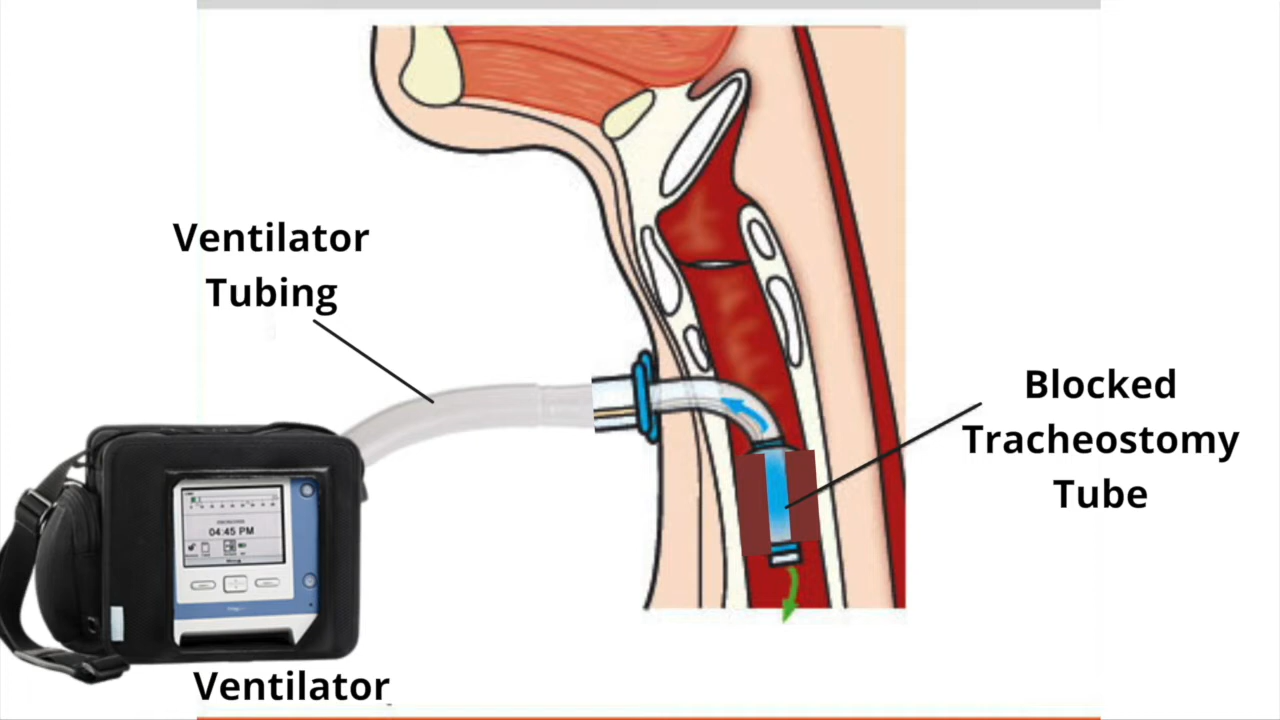 Ventilator
Tubing
Blocked
Tracheostomy
Tube
04:45 PM
Ventilator